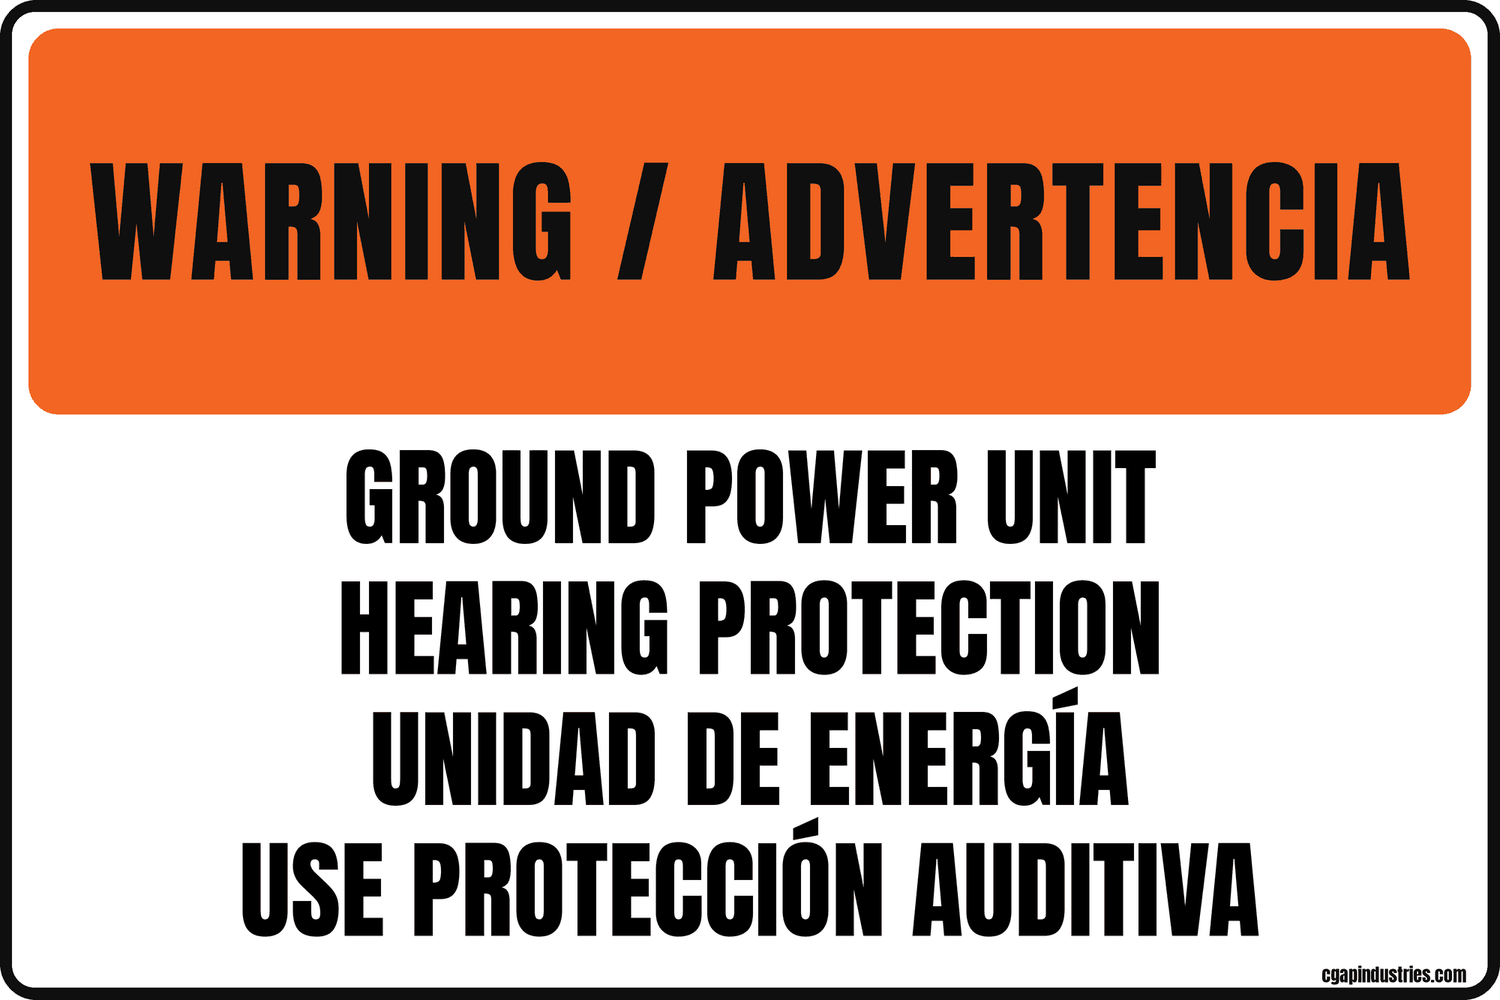 WARNING / ADVERTENCIA
GROUND POWER UNIT
HEARING PROTECTION
UNIDAD DE ENERGÍA
USE PROTECCIÓN AUDITIVA
cgapindustries.com